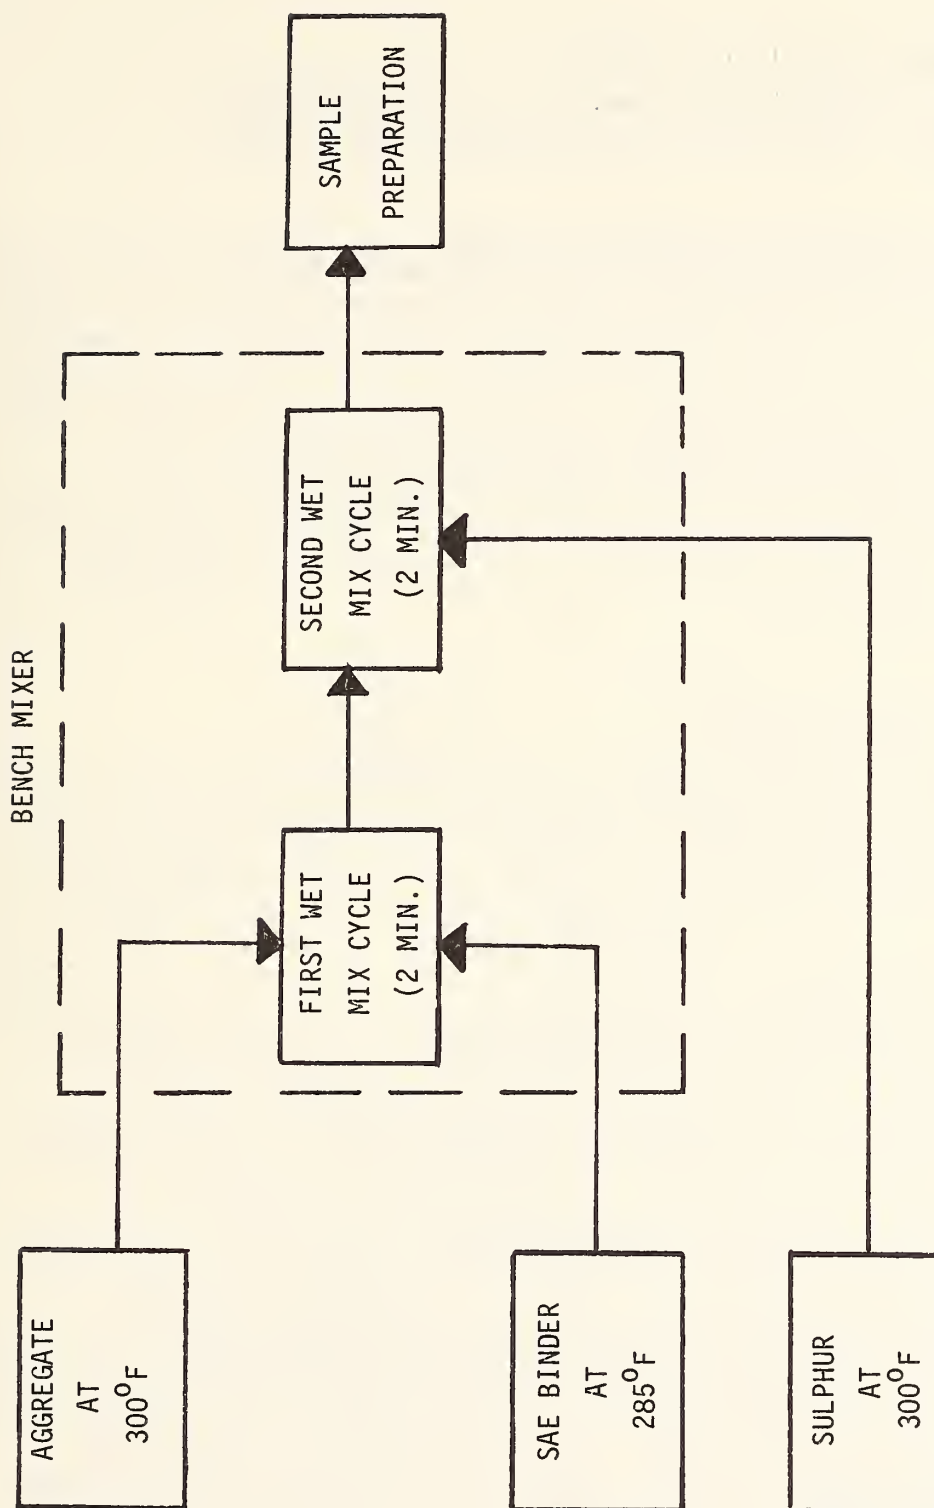 BENCH MIXER
AGGREGATE
AT
300°F
FIRST WET
MIX CYCLE
(2 MIN.)
SECOND WET
MIX CYCLE
(2 MIN.)
SAMPLE
PREPARATION
SAE BINDER
AT
285°F
SULPHUR
AT
300°F